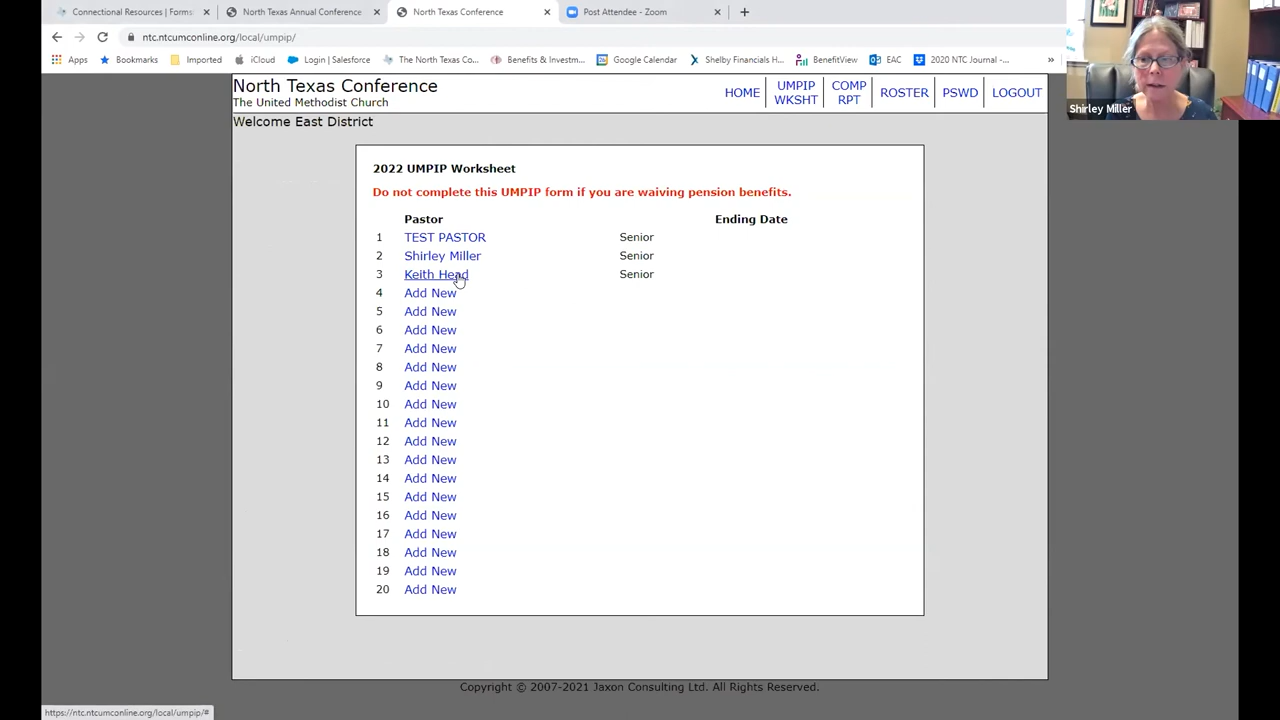 Connectional Resources | Forms
North Texas Annual Conference
North Texas Conference
Post Attendee - Zoom
ntc.ntcumconline.org/local/umpip/
Apps
Bookmarks
Imported
iCloud
Login | Salesforce
The North Texas Co...
Benefits & Investm...
Google Calendar
Shelby Financials H...
BenefitView
EAC
2020 NTC Journal -...
»
Shirley Miller
North Texas Conference
The United Methodist Church
HOME
UMPIP
WKSHT
COMP
RPT
ROSTER
PSWD
LOGOUT
Welcome East District
2022 UMPIP Worksheet
Do not complete this UMPIP form if you are waiving pension benefits.
Pastor Ending Date
1 TEST PASTOR Senior
2 Shirley Miller Senior
3 Keith Head Senior
4 Add New
5 Add New
6 Add New
7 Add New
8 Add New
9 Add New
10 Add New
11 Add New
12 Add New
13 Add New
14 Add New
15 Add New
16 Add New
17 Add New
18 Add New
19 Add New
20 Add New
Copyright © 2007-2021 Jaxon Consulting Ltd. All Rights Reserved.
https://ntc.ntcumconline.org/local/umpip/#